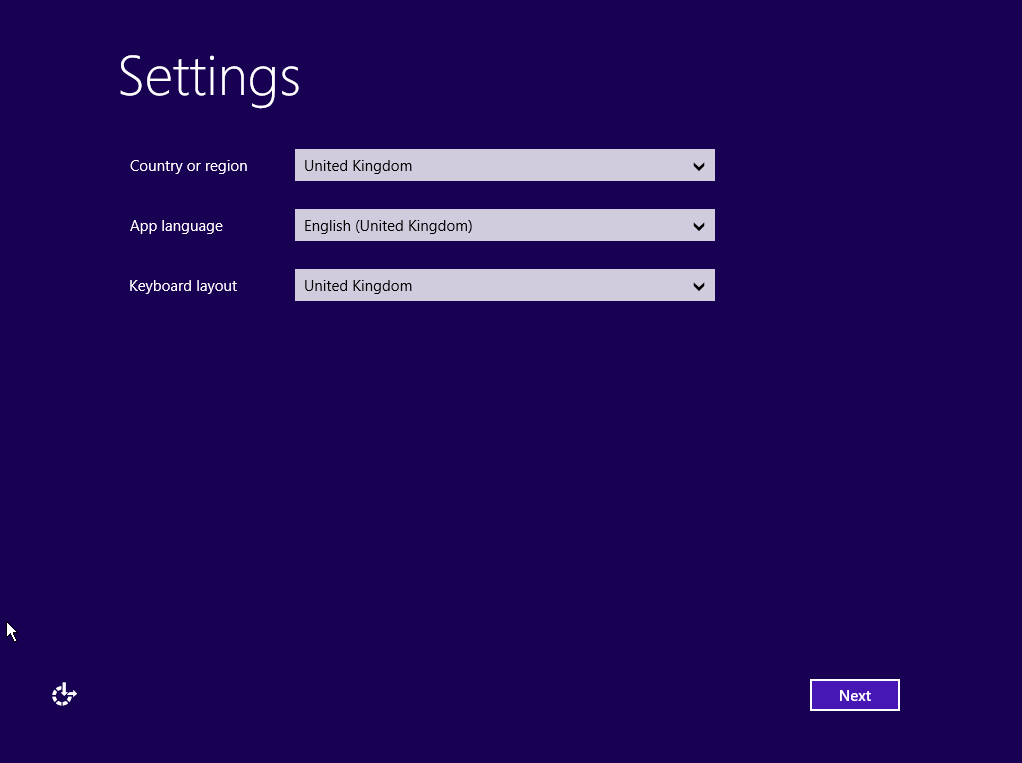 Settings
Country or region United Kingdom
App language English (United Kingdom)
Keyboard layout United Kingdom
Next